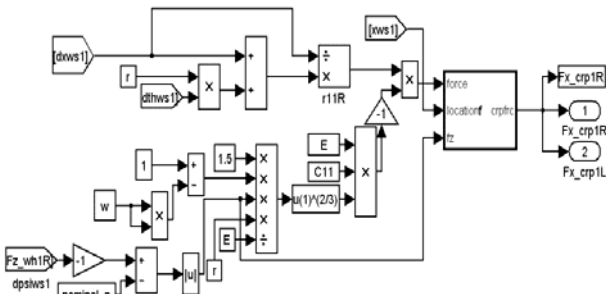 [xws1]
[dxws1]
÷
×
r11R
+
+
r
dthws1
×
×
-1
force
location crpfrc
fz
Fx_crp1R
1
Fx_crp1R
2
Fx_crp1L
E
C11
×
1
+
−
1.5
×
×
×
×
÷
u(1)^(2/3)
w
×
E
r
Fz_wh1R
-1
+
−
|u|
dpsiws1